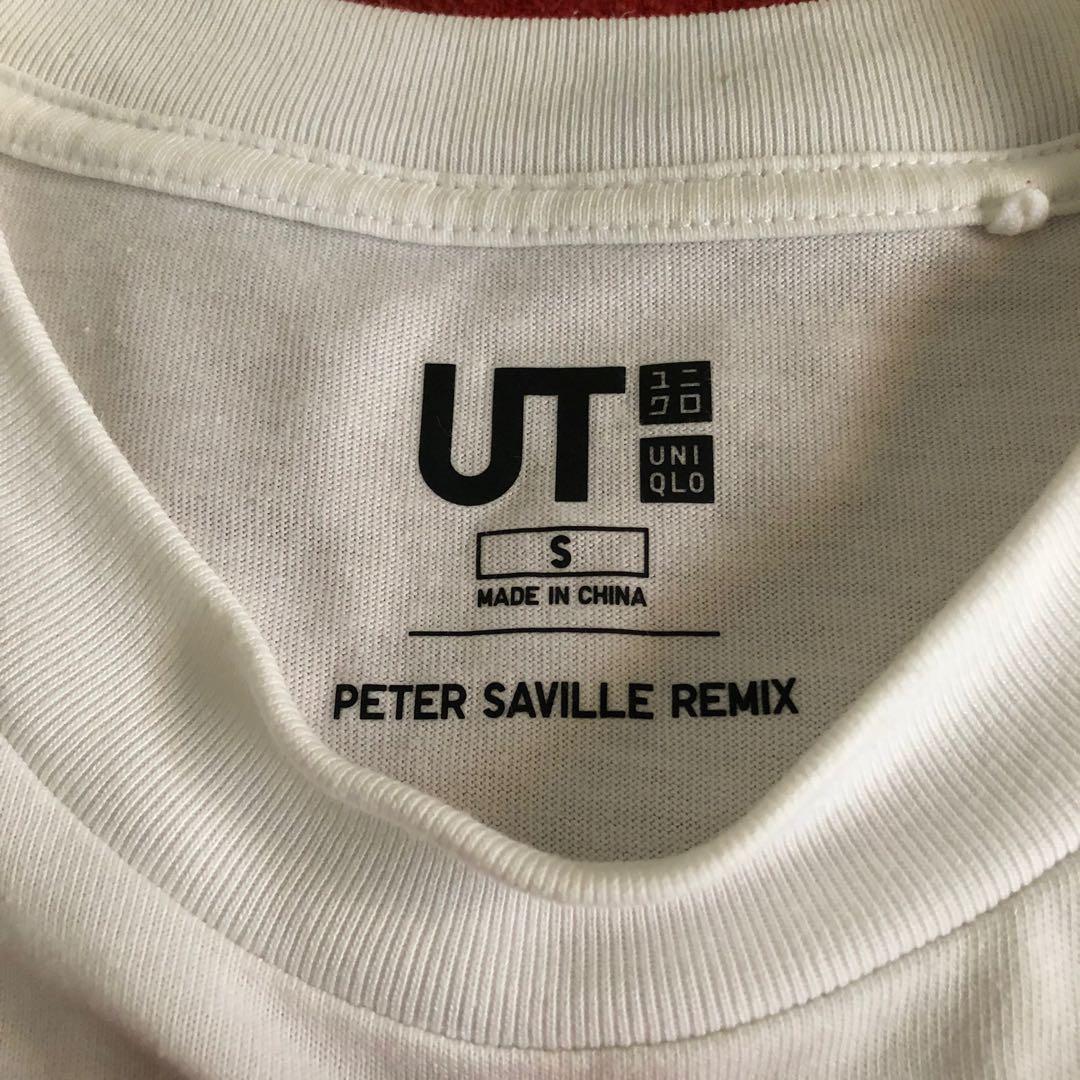 UT
ユニ
クロ
UNI
QLO
S
MADE IN CHINA
PETER SAVILLE REMIX